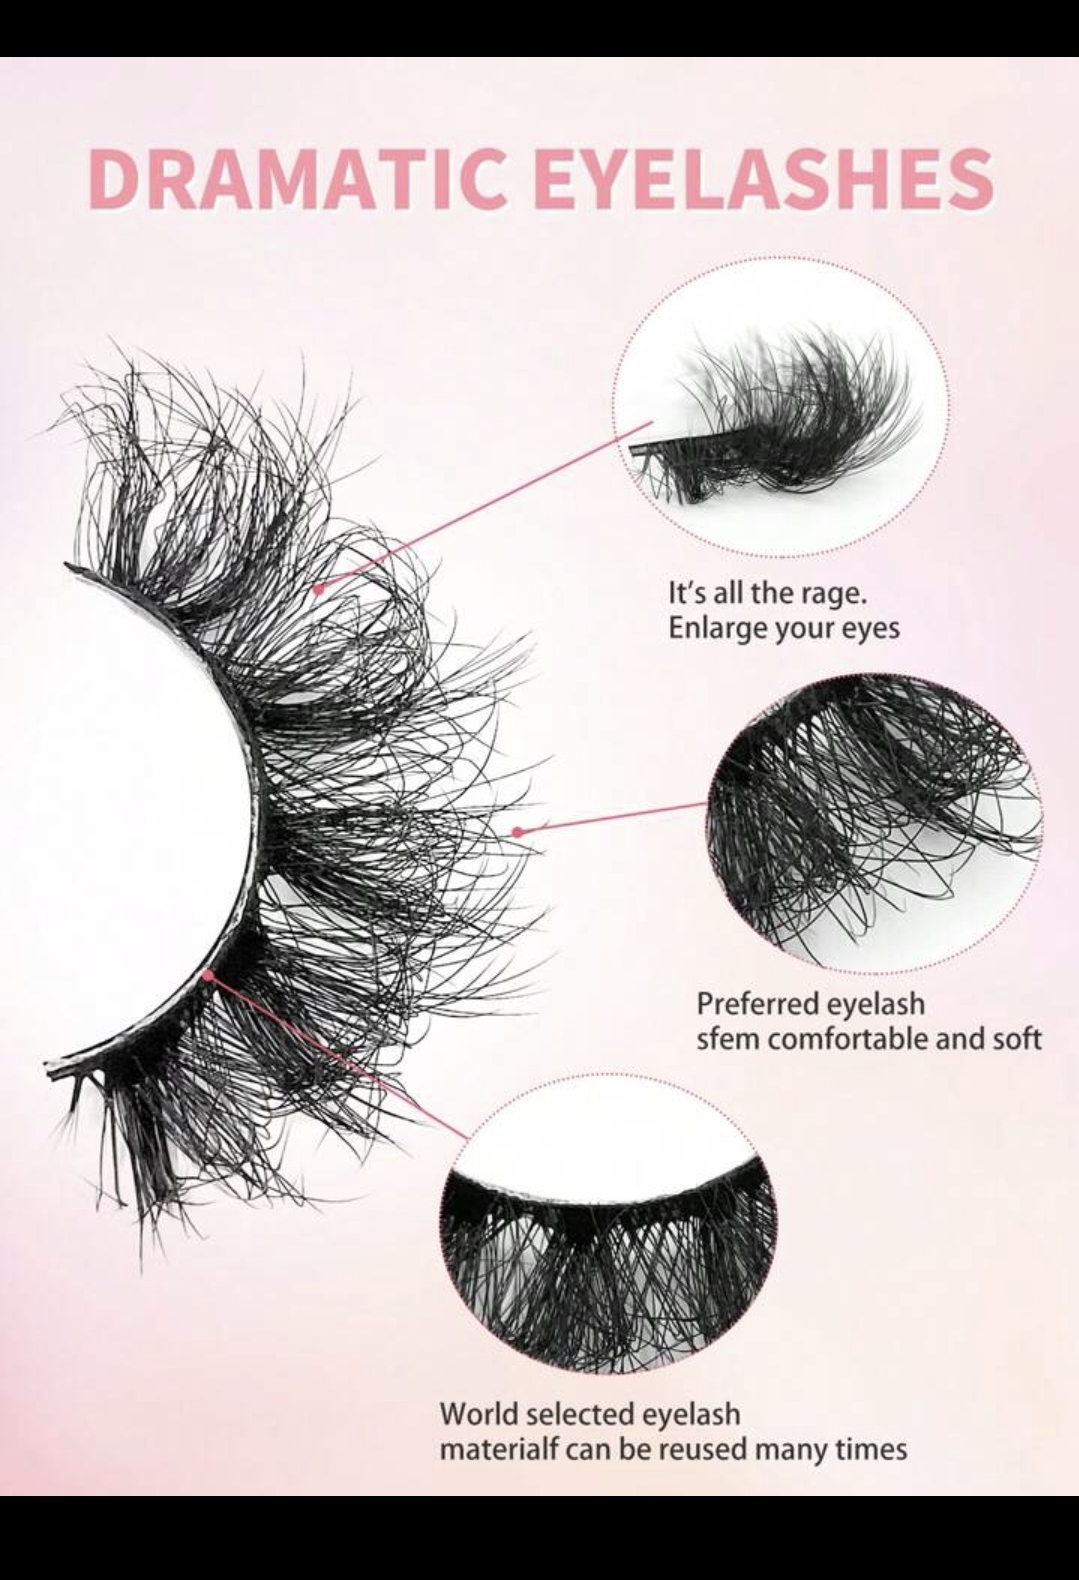 DRAMATIC EYELASHES
It's all the rage.
Enlarge your eyes
Preferred eyelash
sfem comfortable and soft
World selected eyelash
materialf can be reused many times